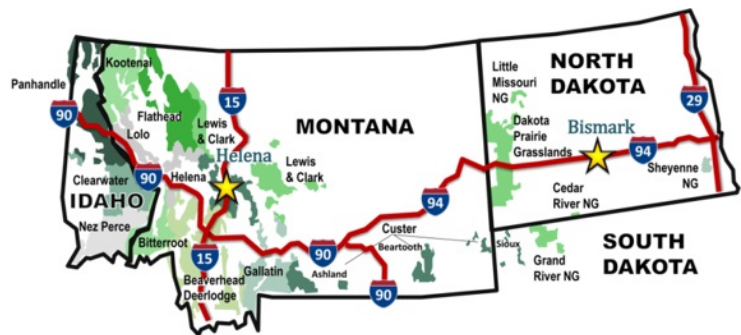 Kootenai
Panhandle
90
Flathead
Lolo
15
Lewis
& Clark
MONTANA
Helena
Lewis
& Clark
Helena
90
Clearwater
IDAHO
Nez Perce
Bitterroot
15
Beaverhead
Deerlodge
Gallatin
90
Ashland
Custer
Beartooth
Sioux
90
94
Little
Missouri
NG
NORTH
DAKOTA
29
Dakota
Prairie
Grasslands
Bismark
94
Sheyenne
NG
Cedar
River NG
SOUTH
DAKOTA
Grand
River NG